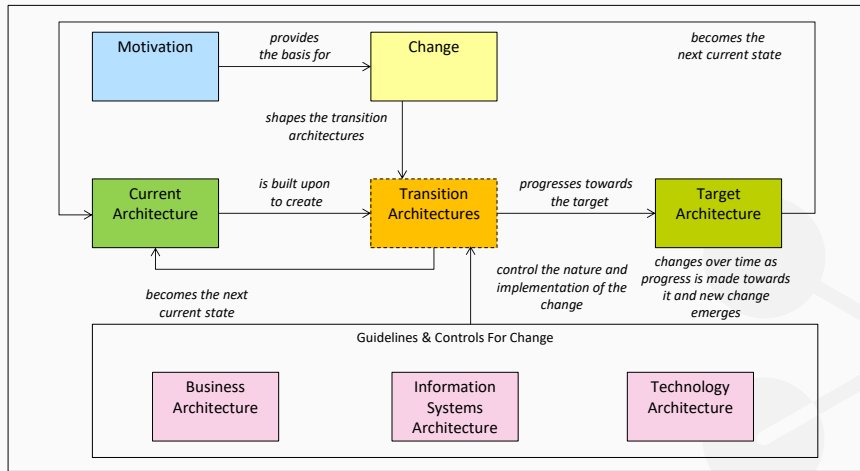 becomes the
next current state
Motivation
provides
the basis for
Change
shapes the transition
architectures
Current
Architecture
is built upon
to create
Transition
Architectures
progresses towards
the target
Target
Architecture
becomes the next
current state
control the nature and
implementation of the
change
changes over time as
progress is made towards
it and new change
emerges
Guidelines & Controls For Change
Business
Architecture
Information
Systems
Architecture
Technology
Architecture